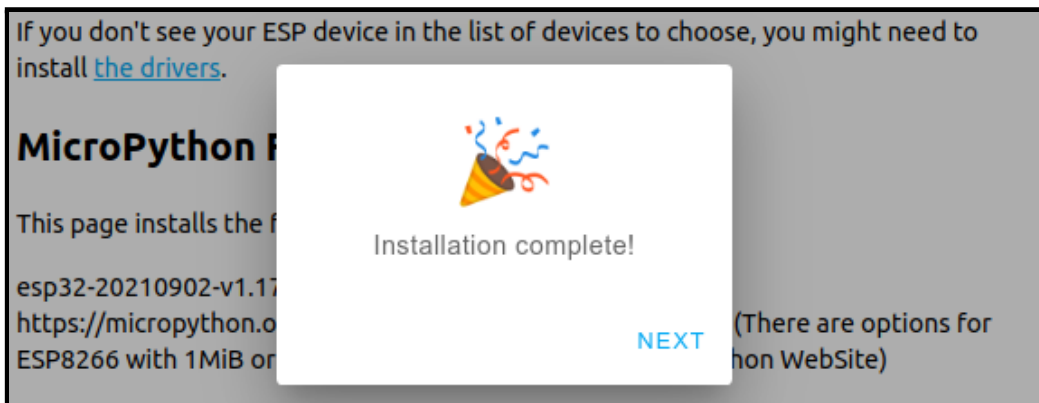 If you don't see your ESP device in the list of devices to choose, you might need to
install the drivers.
MicroPython
This page installs the
Installation complete!
esp32-20210902-v1.17
https://micropython.o
(There are options for
NEXT
ESP8266 with 1MiB or
hon WebSite)